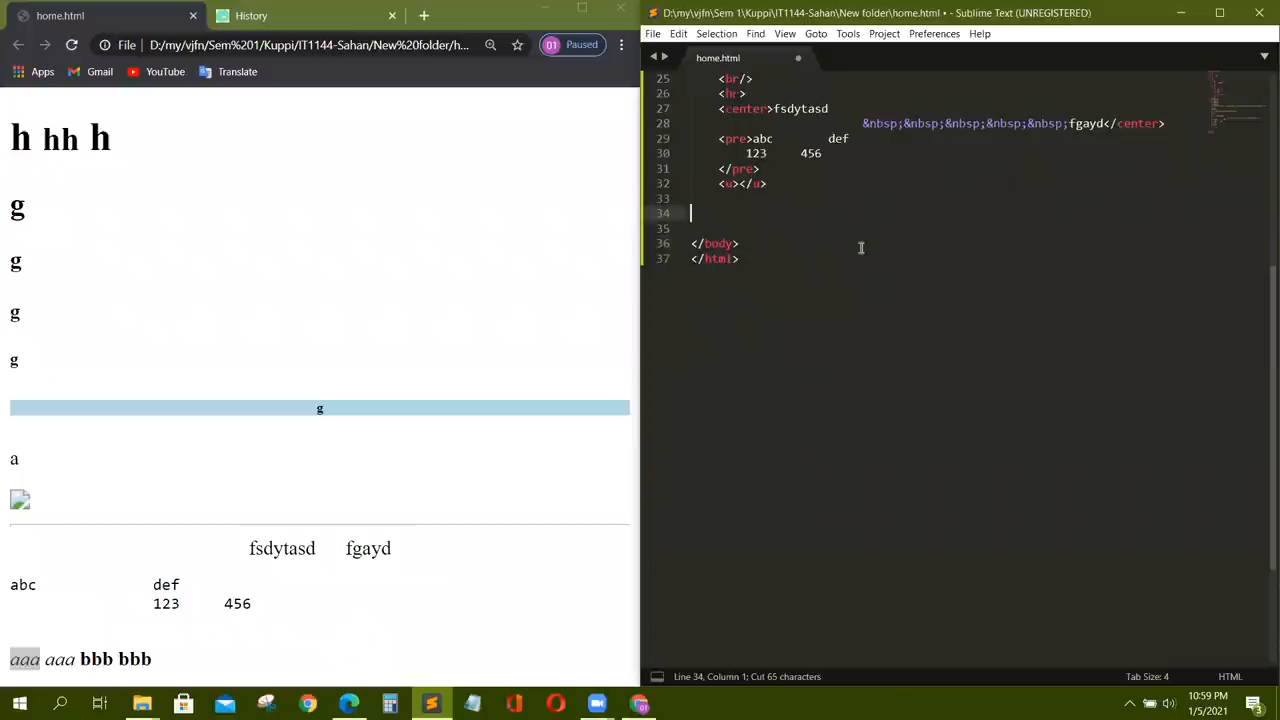 home.html
History
File D:/my/vjfn/Sem%201/Kuppi/IT1144-Sahan/New%20folder/h... 01 Paused
Apps Gmail YouTube Translate
h hh h
g
g
g
g
g
a
fsdytasd fgayd
abc def
123 456
aaa aaa bbb bbb
D:\my\vjfn\Sem 1\Kuppi\IT1144-Sahan\New folder\home.html • - Sublime Text (UNREGISTERED)
File Edit Selection Find View Goto Tools Project Preferences Help
home.html
25 <br/>
26 <hr>
27 <center>fsdytasd
28 &nbsp;&nbsp;&nbsp;&nbsp;&nbsp;fgayd</center>
29 <pre>abc def
30 123 456
31 </pre>
32 <u></u>
33
34
35
36 </body>
37 </html>
Line 34, Column 1; Cut 65 characters Tab Size: 4 HTML
10:59 PM
1/5/2021
3